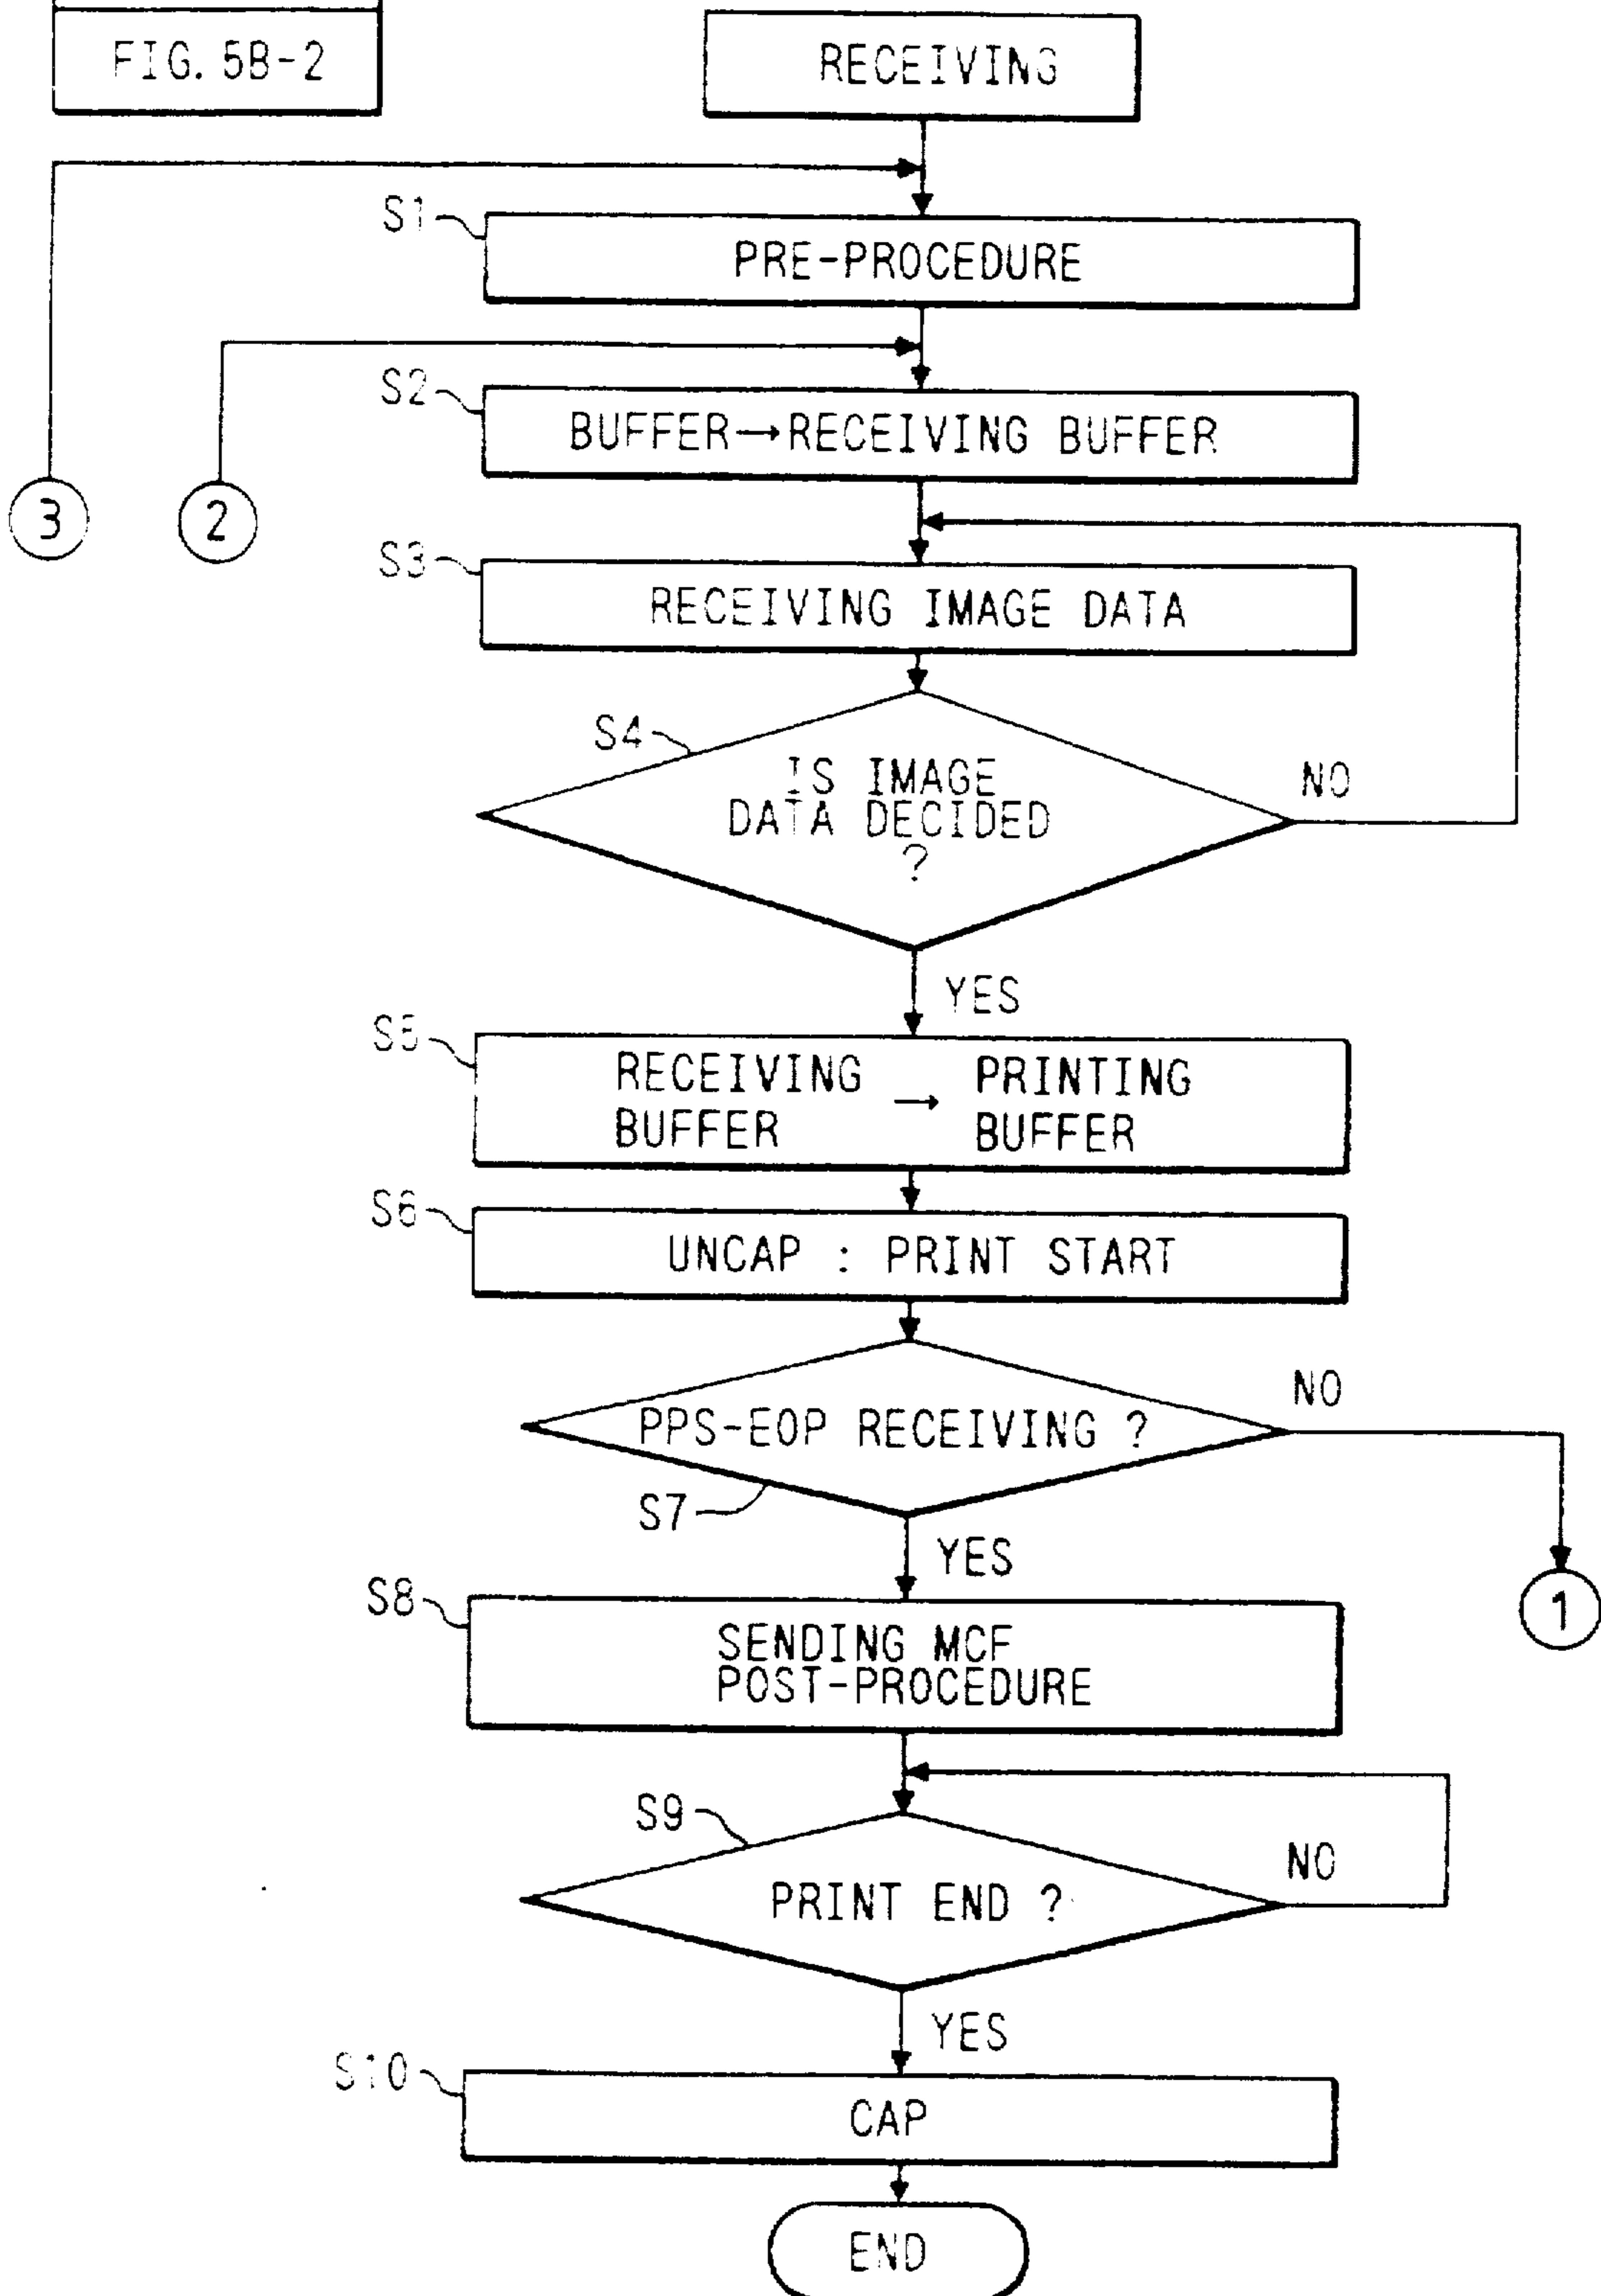 FIG. 5B-2
RECEIVING
S1
PRE-PROCEDURE
S2
BUFFER→RECEIVING BUFFER
3
2
S3
RECEIVING IMAGE DATA
S4
IS IMAGE
DATA DECIDED
?
NO
YES
S5
RECEIVING
BUFFER
→
PRINTING
BUFFER
S6
UNCAP : PRINT START
NO
PPS-EOP RECEIVING ?
S7
YES
1
S8
SENDING MCF
POST-PROCEDURE
S9
NO
PRINT END ?
YES
S10
CAP
END